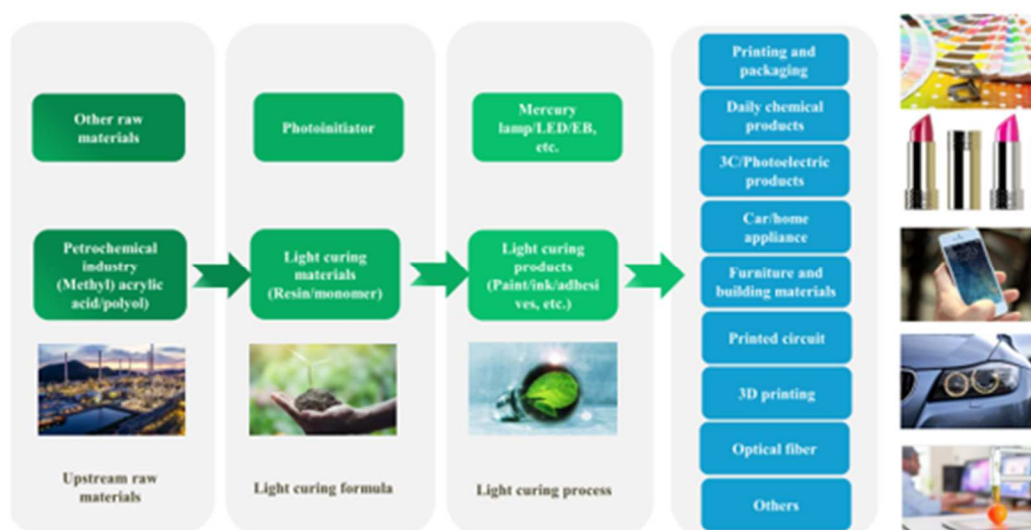 Other raw
materials
Petrochemical
industry
(Methyl) acrylic
acid/polyol)
Upstream raw
materials
Photoinitiator
Light curing
materials
(Resin/monomer)
Light curing formula
Mercury
lamp/LED/EB,
etc.
Light curing
products
(Paint/ink/adhesi
ves, etc.)
Light curing process
Printing and
packaging
Daily chemical
products
3C/Photoelectric
products
Car/home
appliance
Furniture and
building materials
Printed circuit
3D printing
Optical fiber
Others